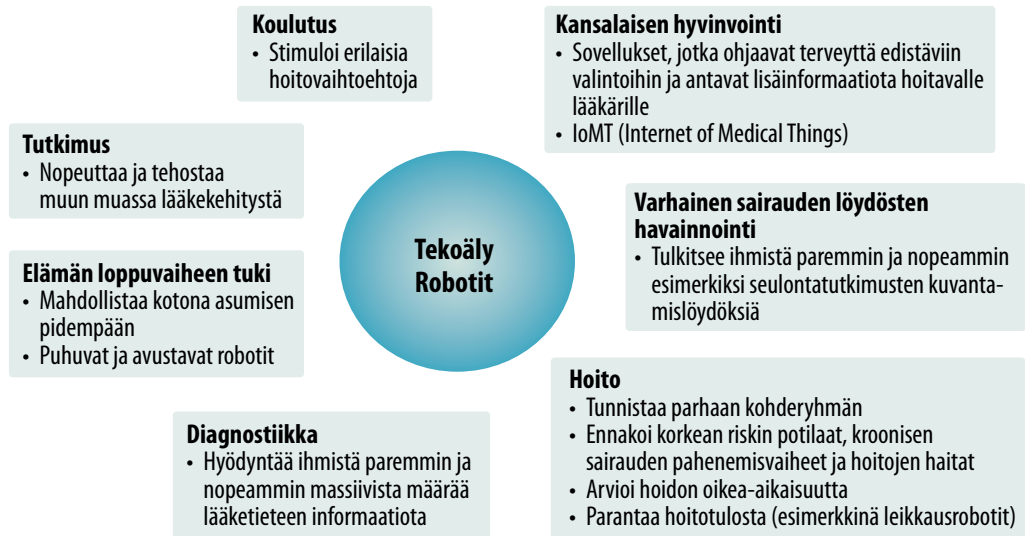 Koulutus
• Stimuloi erilaisia
hoitovaihtoehtoja
Kansalaisen hyvinvointi
• Sovellukset, jotka ohjaavat terveyttä edistäviin
valintoihin ja antavat lisäinformaatiota hoitavalle
lääkärille
• IoMT (Internet of Medical Things)
Tutkimus
• Nopeuttaa ja tehostaa
muun muassa lääkekehitystä
Varhainen sairauden löydösten
havainnointi
• Tulkitsee ihmistä paremmin ja nopeammin
esimerkiksi seulontatutkimusten kuvanta-
mislöydöksiä
Tekoäly
Robotit
Elämän loppuvaiheen tuki
• Mahdollistaa kotona asumisen
pidempään
• Puhuvat ja avustavat robotit
Hoito
• Tunnistaa parhaan kohderyhmän
• Ennakoi korkean riskin potilaat, kroonisen
sairauden pahenemisvaiheet ja hoitojen haitat
• Arvioi hoidon oikea-aikaisuutta
• Parantaa hoitotulosta (esimerkkinä leikkausrobotit)
Diagnostiikka
• Hyödyntää ihmistä paremmin ja
nopeammin massiivista määrää
lääketieteen informaatiota